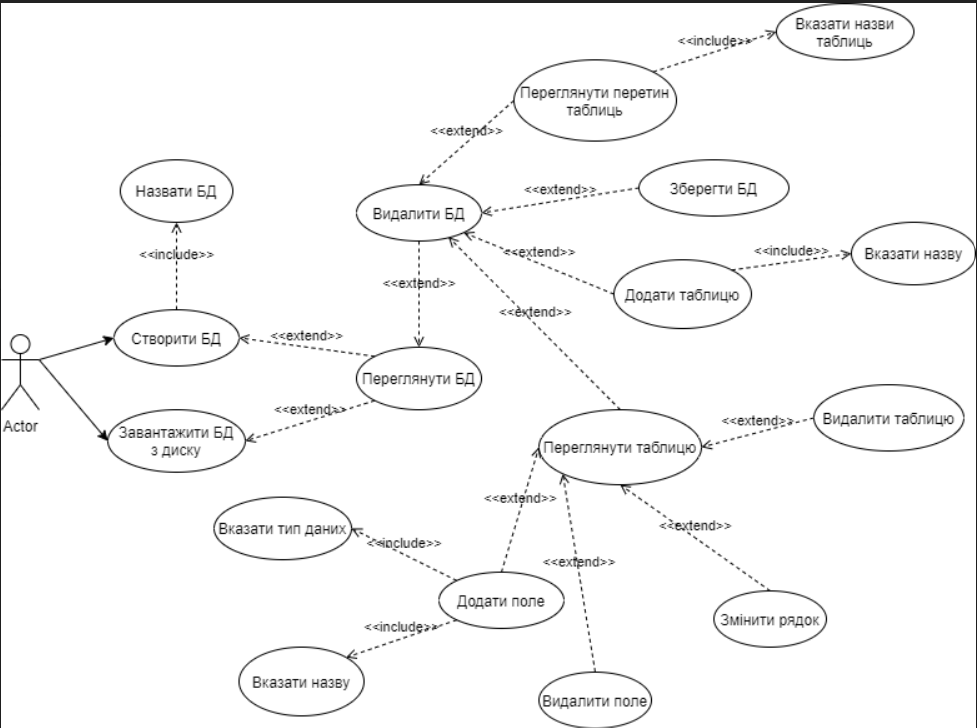 Вказати назви
таблиць
<<include>>
Переглянути перетин
таблиць
<<extend>>
Назвати БД
<<include>>
Видалити БД
<<extend>>
Зберегти БД
<<extend>>
Додати таблицю
<<include>>
Вказати назву
<<extend>>
<<extend>>
Створити БД
<<extend>>
Переглянути БД
<<extend>>
Actor
Завантажити БД
з диску
Переглянути таблицю
<<extend>>
Видалити таблицю
<<extend>>
<<extend>>
<<extend>>
Вказати тип даних
<<include>>
Додати поле
<<include>>
Вказати назву
Змінити рядок
Видалити поле